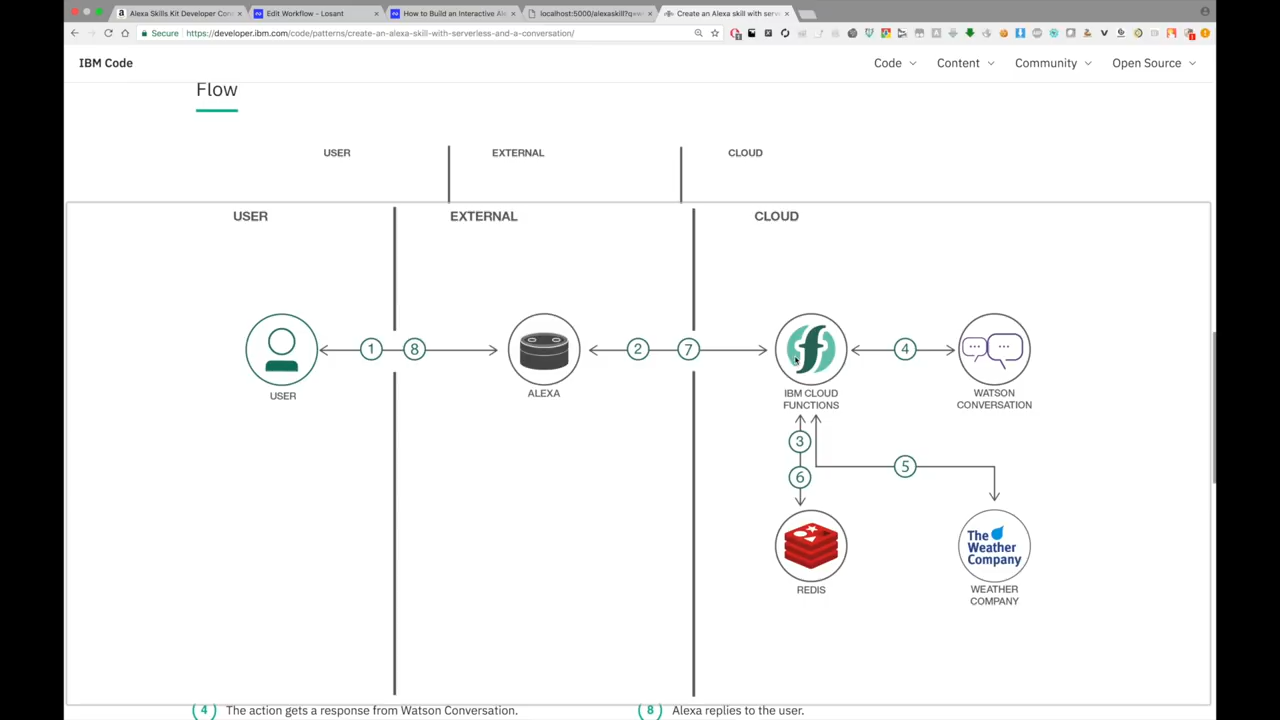 Alexa Skills Kit Developer Con
Edit Workflow - Losant
How to Build an Interactive Al
localhost:5000/alexaskill?q=w
Create an Alexa skill with serv
Secure
https://developer.ibm.com/code/patterns/create-an-alexa-skill-with-serverless-and-a-conversation/
IBM Code
Code
Content
Community
Open Source
Flow
USER
EXTERNAL
CLOUD
USER
EXTERNAL
CLOUD
1
8
2
7
4
USER
ALEXA
IBM CLOUD
FUNCTIONS
WATSON
CONVERSATION
3
6
5
The
Weather
Company
REDIS
WEATHER
COMPANY
4 The action gets a response from Watson Conversation.
8 Alexa replies to the user.